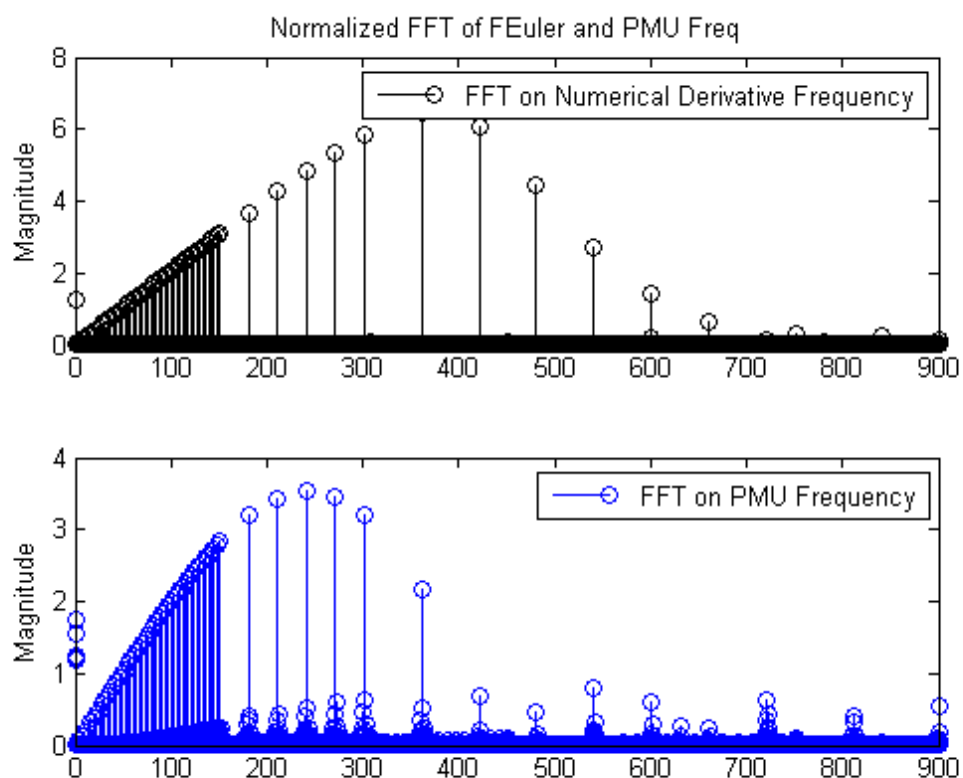 Normalized FFT of FEuler and PMU Freq
8
6
4
2
0
Magnitude
FFT on Numerical Derivative Frequency
0 100 200 300 400 500 600 700 800 900
4
3
2
1
0
Magnitude
FFT on PMU Frequency
0 100 200 300 400 500 600 700 800 900